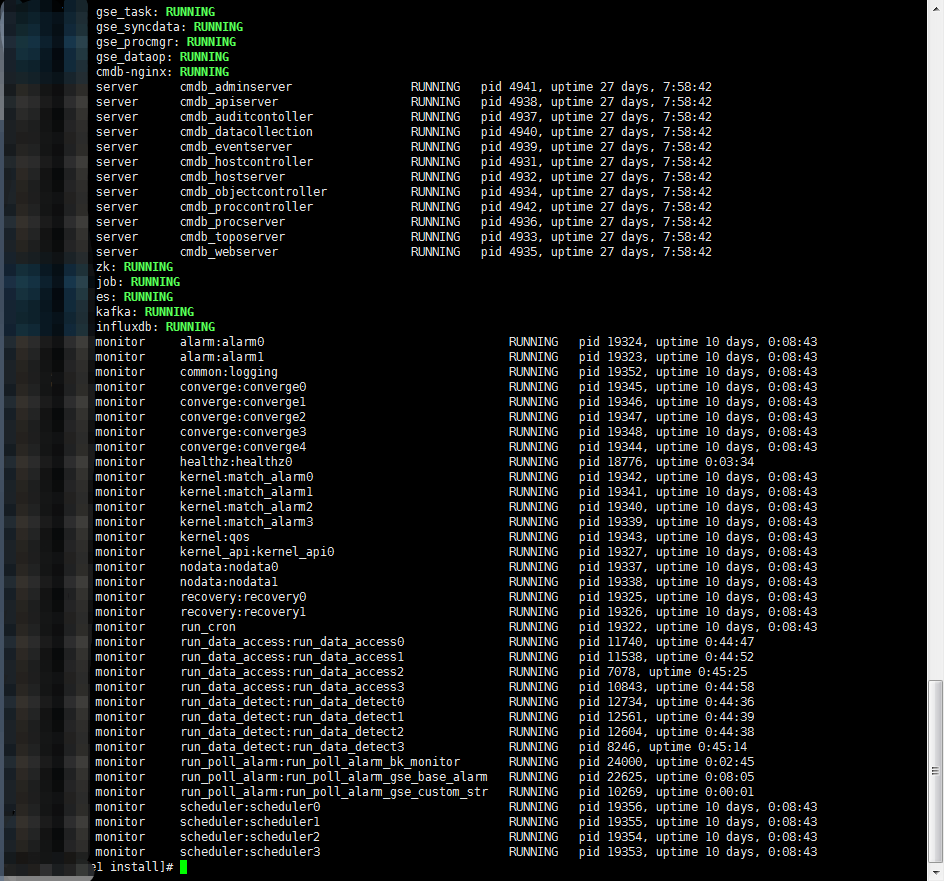 gse_task: RUNNING
gse_syncdata: RUNNING
gse_procmgr: RUNNING
gse_dataop: RUNNING
cmdb-nginx: RUNNING
server cmdb_adminserver RUNNING pid 4941, uptime 27 days, 7:58:42
server cmdb_apiserver RUNNING pid 4938, uptime 27 days, 7:58:42
server cmdb_auditcontoller RUNNING pid 4937, uptime 27 days, 7:58:42
server cmdb_datacollection RUNNING pid 4940, uptime 27 days, 7:58:42
server cmdb_eventserver RUNNING pid 4939, uptime 27 days, 7:58:42
server cmdb_hostcontroller RUNNING pid 4931, uptime 27 days, 7:58:42
server cmdb_hostserver RUNNING pid 4932, uptime 27 days, 7:58:42
server cmdb_objectcontroller RUNNING pid 4934, uptime 27 days, 7:58:42
server cmdb_proccontroller RUNNING pid 4942, uptime 27 days, 7:58:42
server cmdb_procserver RUNNING pid 4936, uptime 27 days, 7:58:42
server cmdb_toposerver RUNNING pid 4933, uptime 27 days, 7:58:42
server cmdb_webserver RUNNING pid 4935, uptime 27 days, 7:58:42
zk: RUNNING
job: RUNNING
es: RUNNING
kafka: RUNNING
influxdb: RUNNING
monitor alarm:alarm0 RUNNING pid 19324, uptime 10 days, 0:08:43
monitor alarm:alarm1 RUNNING pid 19323, uptime 10 days, 0:08:43
monitor common:logging RUNNING pid 19352, uptime 10 days, 0:08:43
monitor converge:converge0 RUNNING pid 19345, uptime 10 days, 0:08:43
monitor converge:converge1 RUNNING pid 19346, uptime 10 days, 0:08:43
monitor converge:converge2 RUNNING pid 19347, uptime 10 days, 0:08:43
monitor converge:converge3 RUNNING pid 19348, uptime 10 days, 0:08:43
monitor converge:converge4 RUNNING pid 19344, uptime 10 days, 0:08:43
monitor healthz:healthz0 RUNNING pid 18776, uptime 0:03:34
monitor kernel:match_alarm0 RUNNING pid 19342, uptime 10 days, 0:08:43
monitor kernel:match_alarm1 RUNNING pid 19341, uptime 10 days, 0:08:43
monitor kernel:match_alarm2 RUNNING pid 19340, uptime 10 days, 0:08:43
monitor kernel:match_alarm3 RUNNING pid 19339, uptime 10 days, 0:08:43
monitor kernel:qos RUNNING pid 19343, uptime 10 days, 0:08:43
monitor kernel_api:kernel_api0 RUNNING pid 19327, uptime 10 days, 0:08:43
monitor nodata:nodata0 RUNNING pid 19337, uptime 10 days, 0:08:43
monitor nodata:nodata1 RUNNING pid 19338, uptime 10 days, 0:08:43
monitor recovery:recovery0 RUNNING pid 19325, uptime 10 days, 0:08:43
monitor recovery:recovery1 RUNNING pid 19326, uptime 10 days, 0:08:43
monitor run_cron RUNNING pid 19322, uptime 10 days, 0:08:43
monitor run_data_access:run_data_access0 RUNNING pid 11740, uptime 0:44:47
monitor run_data_access:run_data_access1 RUNNING pid 11538, uptime 0:44:52
monitor run_data_access:run_data_access2 RUNNING pid 7078, uptime 0:45:25
monitor run_data_access:run_data_access3 RUNNING pid 10843, uptime 0:44:58
monitor run_data_detect:run_data_detect0 RUNNING pid 12734, uptime 0:44:36
monitor run_data_detect:run_data_detect1 RUNNING pid 12561, uptime 0:44:39
monitor run_data_detect:run_data_detect2 RUNNING pid 12604, uptime 0:44:38
monitor run_data_detect:run_data_detect3 RUNNING pid 8246, uptime 0:45:14
monitor run_poll_alarm:run_poll_alarm_bk_monitor RUNNING pid 24000, uptime 0:02:45
monitor run_poll_alarm:run_poll_alarm_gse_base_alarm RUNNING pid 22625, uptime 0:08:05
monitor run_poll_alarm:run_poll_alarm_gse_custom_str RUNNING pid 10269, uptime 0:00:01
monitor scheduler:scheduler0 RUNNING pid 19356, uptime 10 days, 0:08:43
monitor scheduler:scheduler1 RUNNING pid 19355, uptime 10 days, 0:08:43
monitor scheduler:scheduler2 RUNNING pid 19354, uptime 10 days, 0:08:43
monitor scheduler:scheduler3 RUNNING pid 19353, uptime 10 days, 0:08:43
install]#